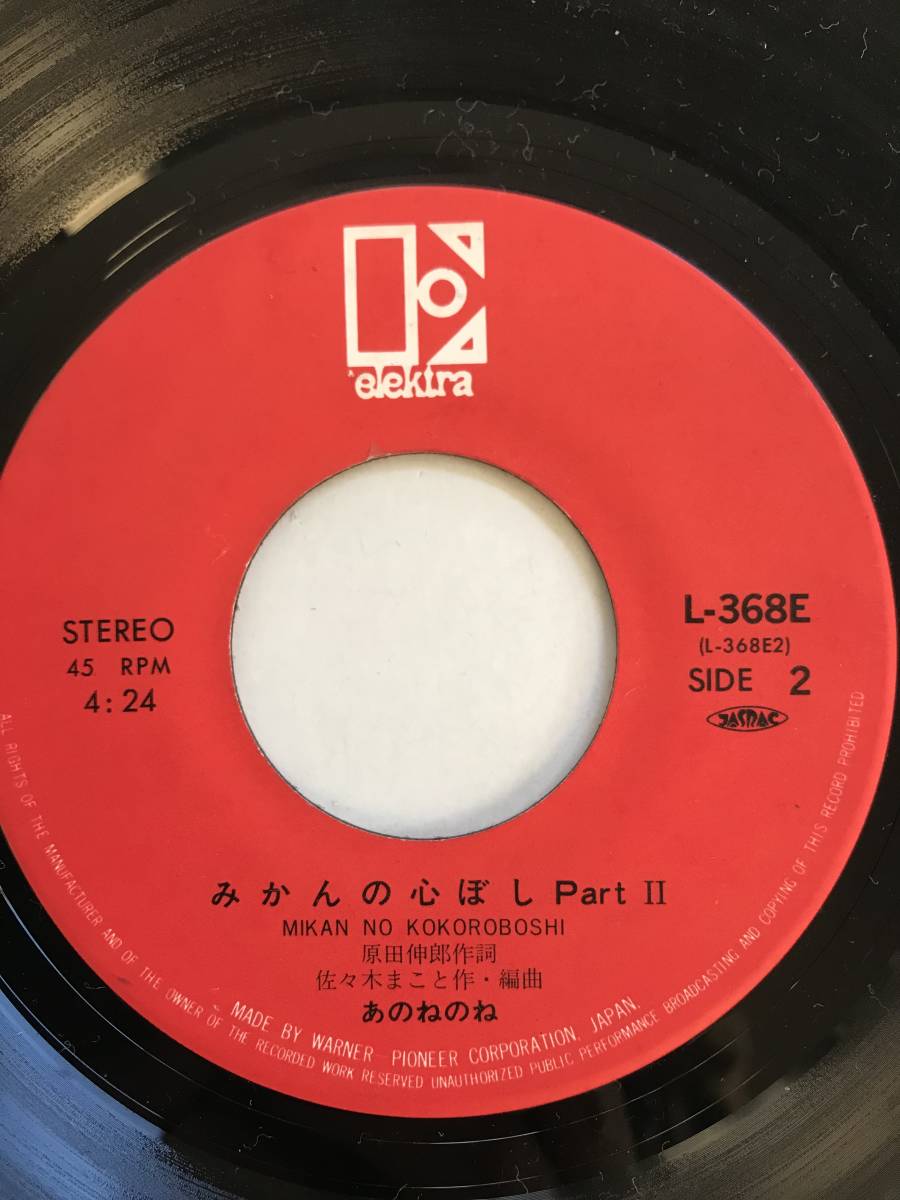 elektra
STEREO
45 RPM
4:24
L-368E
(L-368E2)
SIDE 2
JASRAC
みかんの心ぼし Part II
MIKAN NO KOKOROBOSHI
原田伸郎作詞
佐々木まこと作・編曲
あのねのね
MADE BY WARNER-PIONEER CORPORATION, JAPAN.
ALL RIGHTS OF THE MANUFACTURER AND OF THE OWNER OF THE RECORDED WORK RESERVED UNAUTHORIZED PUBLIC PERFORMANCE BROADCASTING AND COPYING OF THIS RECORD PROHIBITED